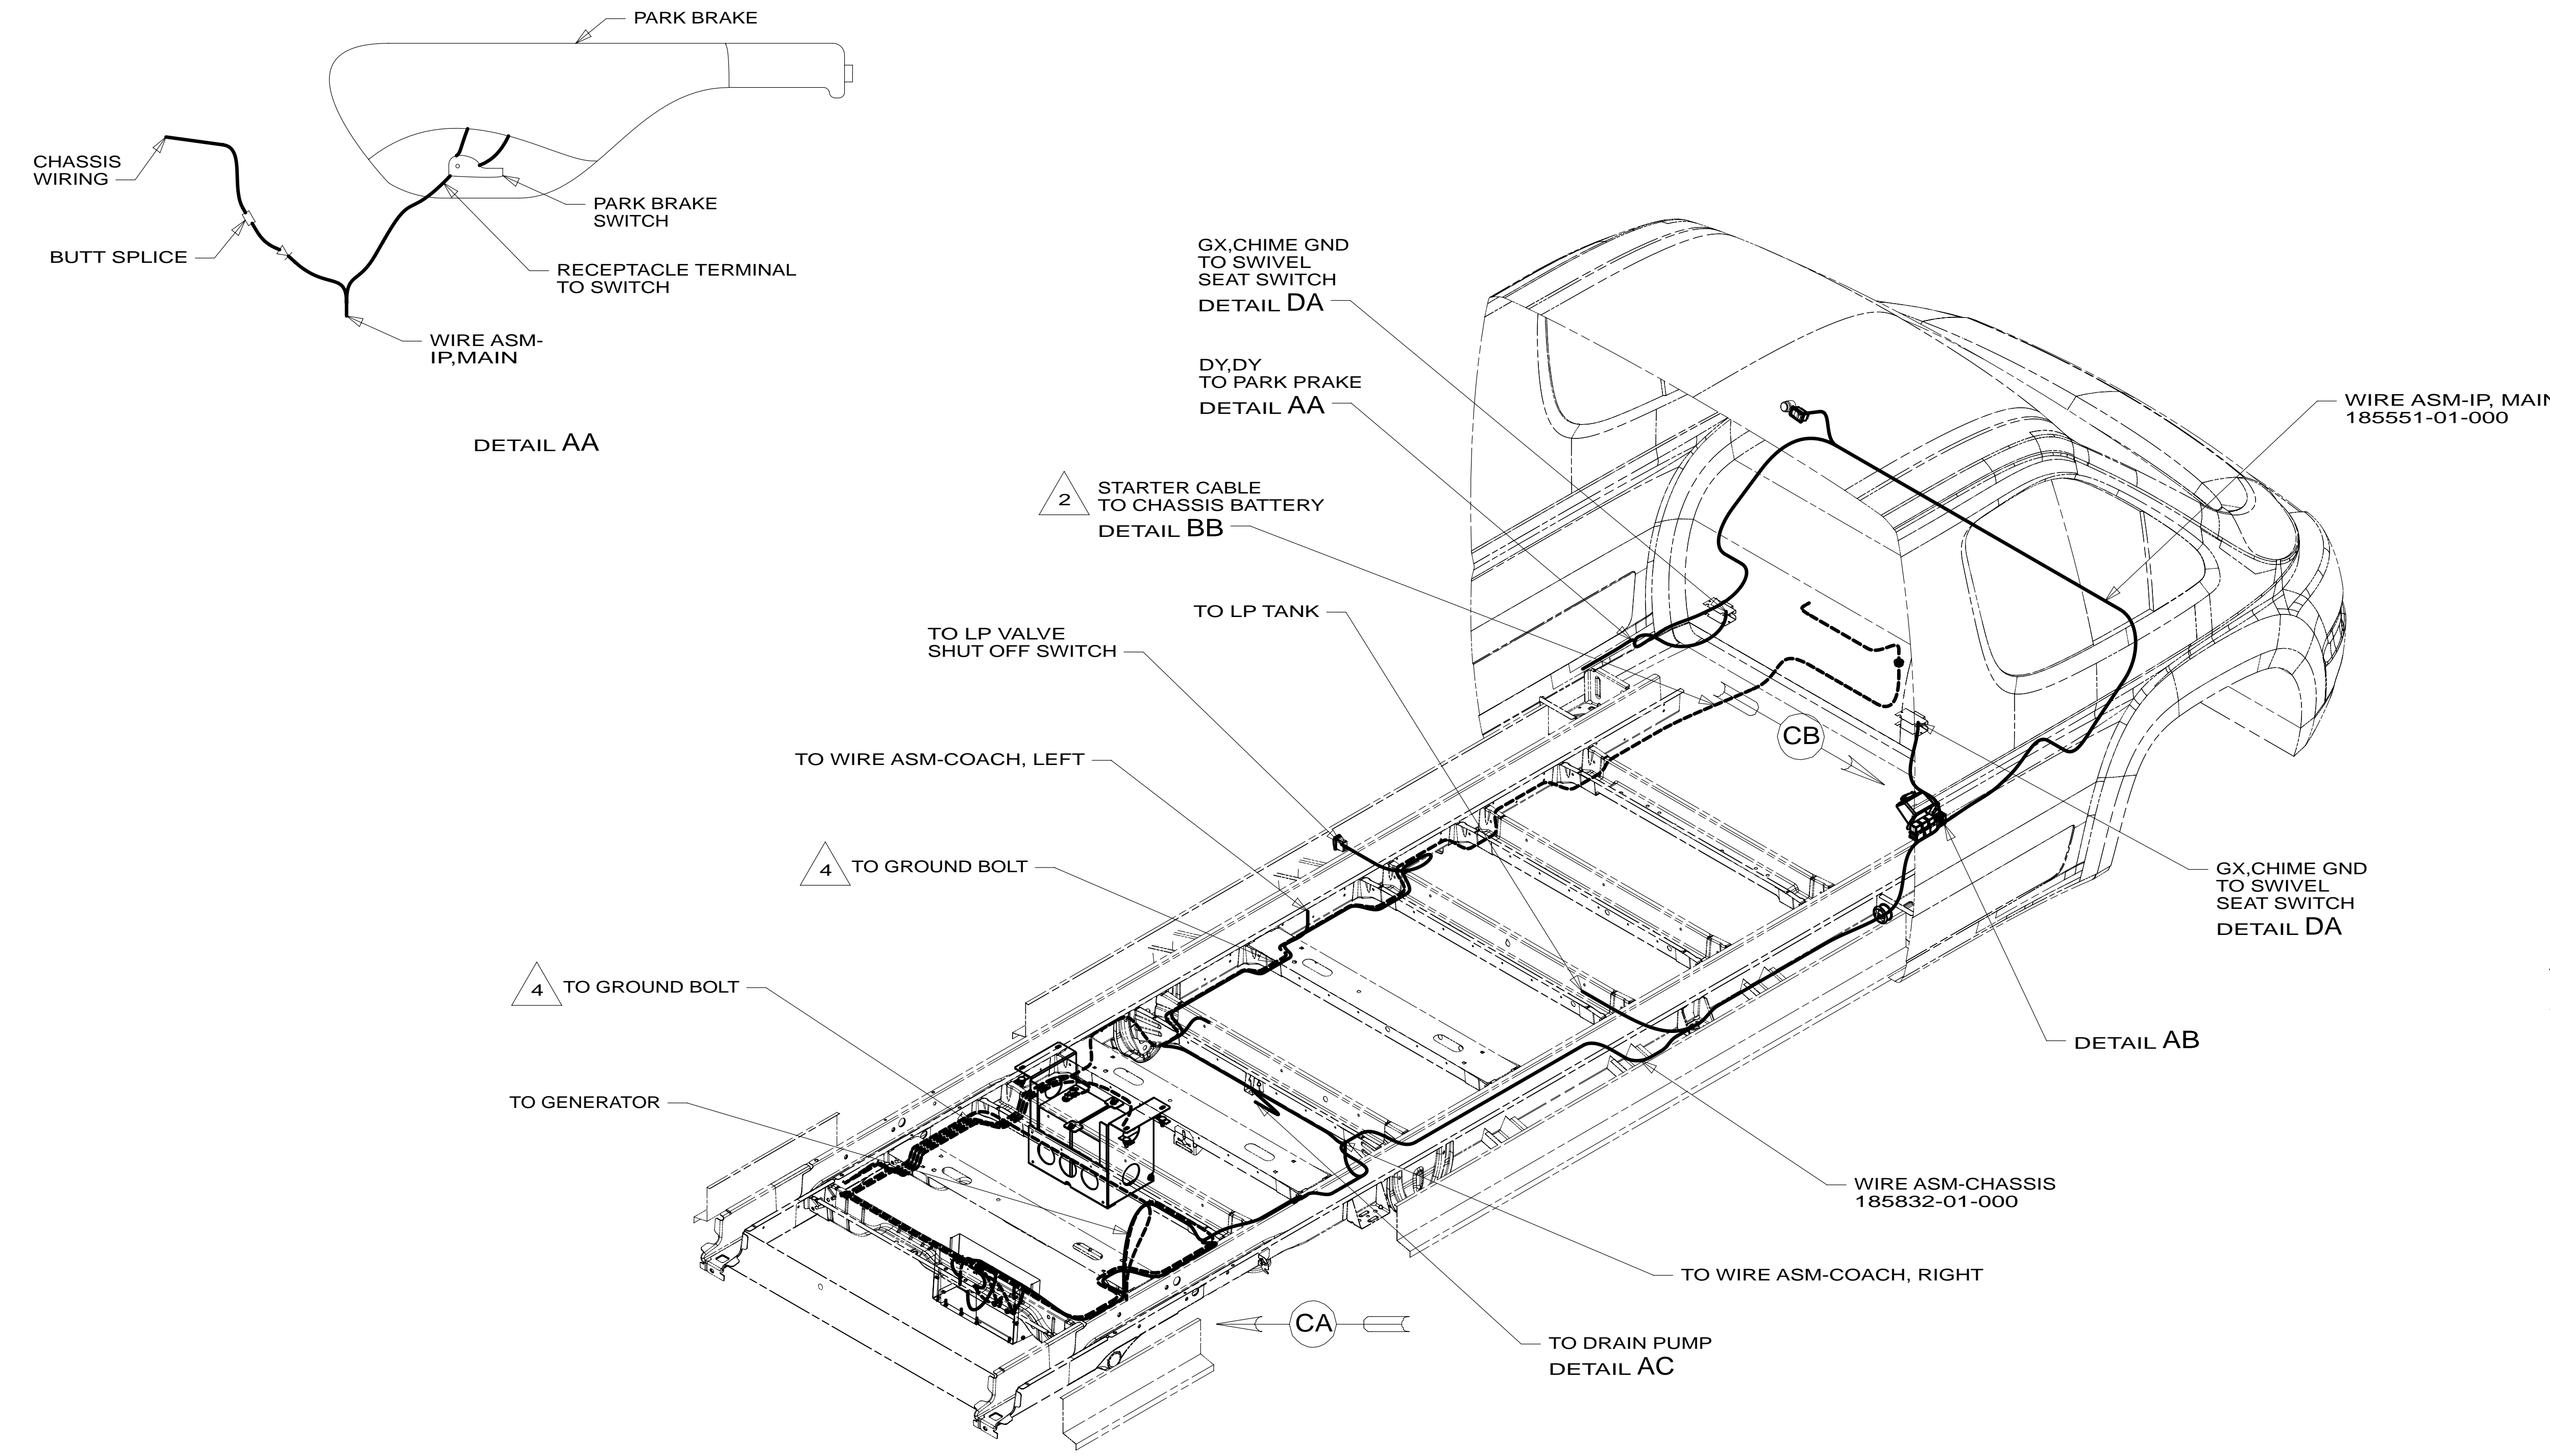 PARK BRAKE
CHASSIS
WIRING
PARK BRAKE
SWITCH
BUTT SPLICE
RECEPTACLE TERMINAL
TO SWITCH
WIRE ASM-
IP,MAIN
DETAIL AA
GX,CHIME GND
TO SWIVEL
SEAT SWITCH
DETAIL DA
DY,DY
TO PARK PRAKE
DETAIL AA
WIRE ASM-IP, MAIN
185551-01-000
2
STARTER CABLE
TO CHASSIS BATTERY
DETAIL BB
TO LP TANK
TO LP VALVE
SHUT OFF SWITCH
CB
TO WIRE ASM-COACH, LEFT
4
TO GROUND BOLT
GX,CHIME GND
TO SWIVEL
SEAT SWITCH
DETAIL DA
4
TO GROUND BOLT
DETAIL AB
TO GENERATOR
WIRE ASM-CHASSIS
185832-01-000
TO WIRE ASM-COACH, RIGHT
CA
TO DRAIN PUMP
DETAIL AC